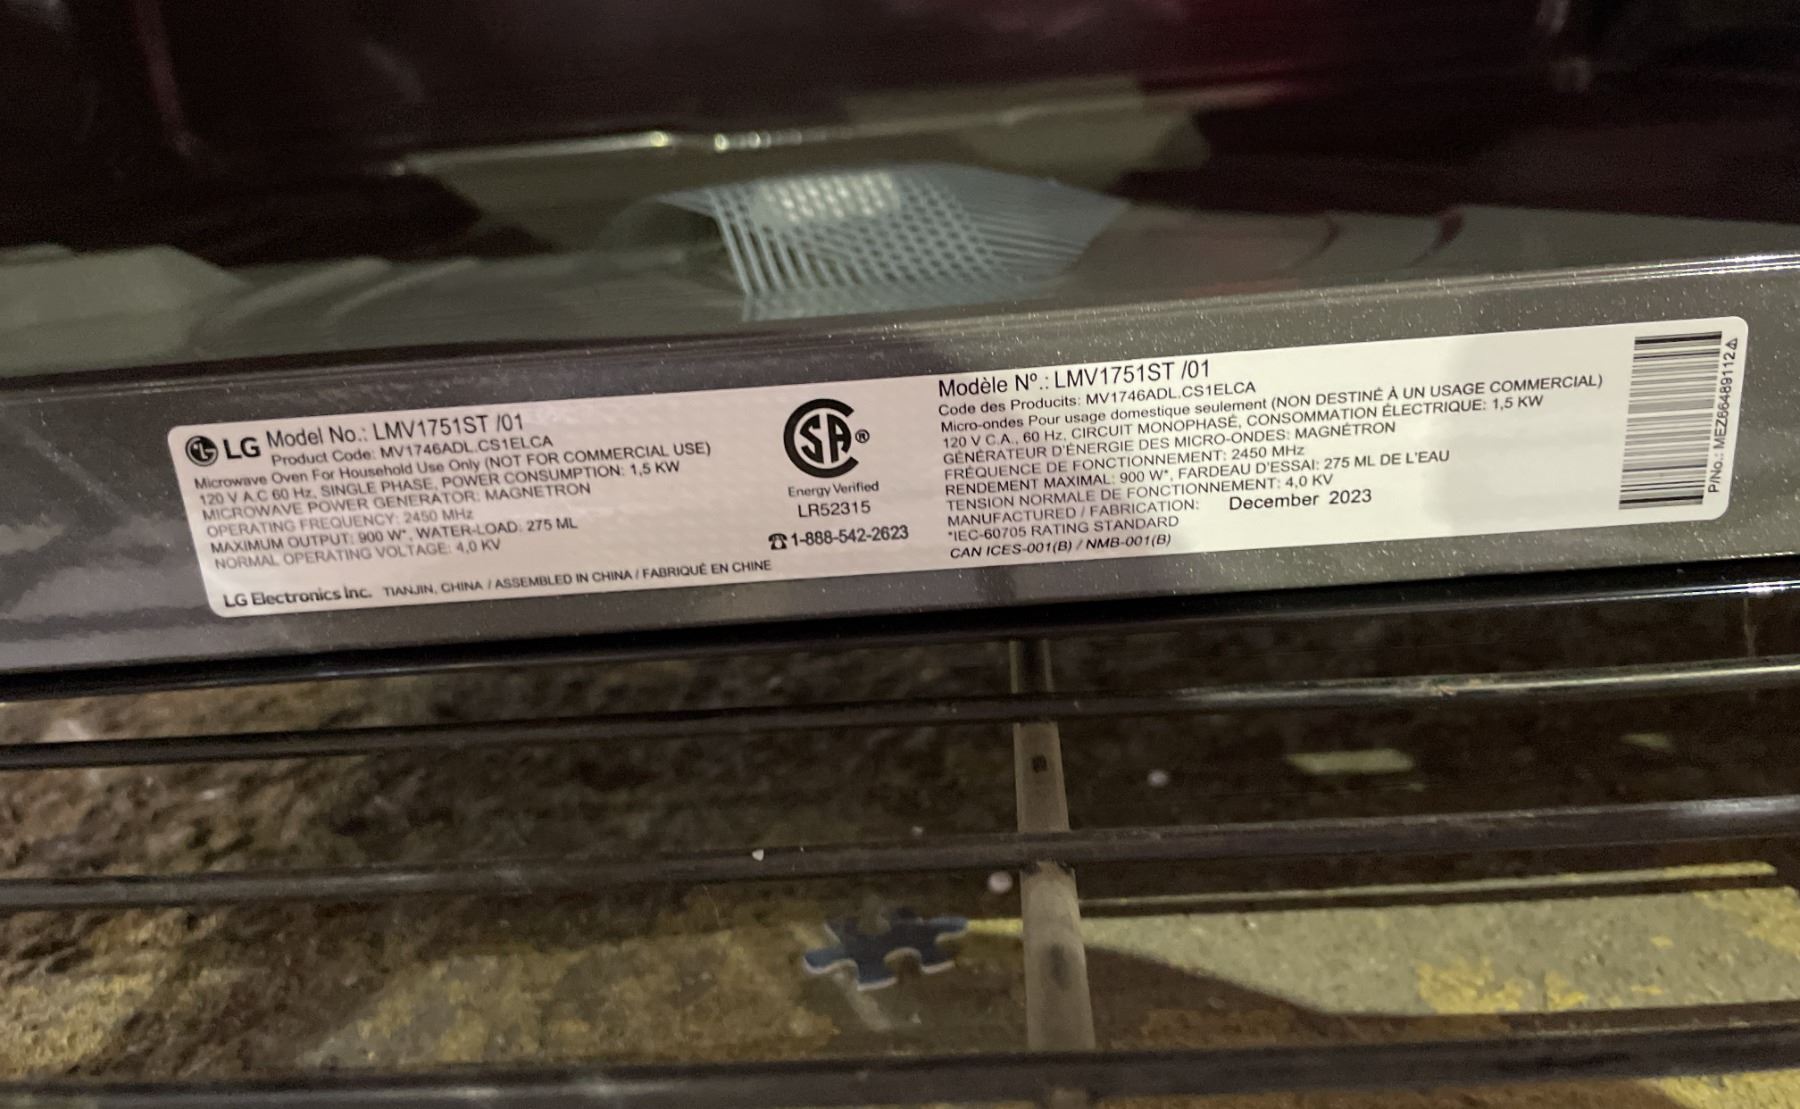 LG Model No.: LMV1751ST /01
Product Code: MV1746ADL.CS1ELCA
Microwave Oven For Household Use Only (NOT FOR COMMERCIAL USE)
120 V A.C 60 Hz, SINGLE PHASE, POWER CONSUMPTION: 1,5 KW
MICROWAVE POWER GENERATOR: MAGNETRON
OPERATING FREQUENCY: 2450 MHz
MAXIMUM OUTPUT: 900 W*, WATER-LOAD: 275 ML
NORMAL OPERATING VOLTAGE: 4,0 KV
LG Electronics Inc. TIANJIN, CHINA / ASSEMBLED IN CHINA / FABRIQUÉ EN CHINE
SA®
Energy Verified
LR52315
☎1-888-542-2623
Modèle Nº.: LMV1751ST /01
Code des Producits: MV1746ADL.CS1ELCA
Micro-ondes Pour usage domestique seulement (NON DESTINÉ À UN USAGE COMMERCIAL)
120 V C.A., 60 Hz, CIRCUIT MONOPHASÉ, CONSOMMATION ÉLECTRIQUE: 1,5 KW
GÉNÉRATEUR D'ÉNERGIE DES MICRO-ONDES: MAGNÉTRON
FRÉQUENCE DE FONCTIONNEMENT: 2450 MHz
RENDEMENT MAXIMAL: 900 W*, FARDEAU D'ESSAI: 275 ML DE L'EAU
TENSION NORMALE DE FONCTIONNEMENT: 4,0 KV
MANUFACTURED / FABRICATION: December 2023
*IEC-60705 RATING STANDARD
CAN ICES-001(B) / NMB-001(B)
P/No.: MEZ66489112